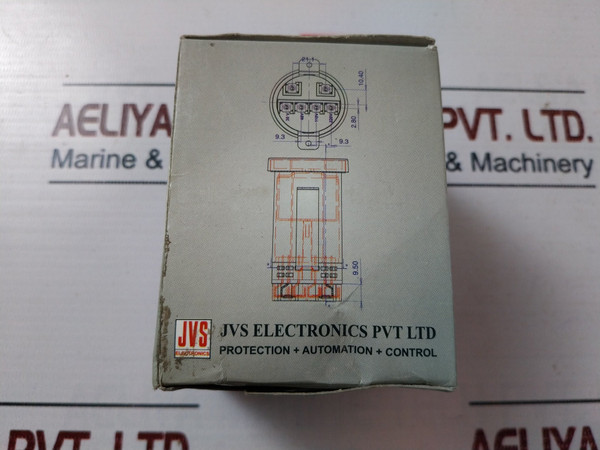 AELIYA PVT. LTD.
Marine & & Machinery
10.40
2.80
9.3
9.3
9.50
JVS
ELECTRONICS
JVS ELECTRONICS PVT LTD
PROTECTION + AUTOMATION + CONTROL
PVT. LTD.